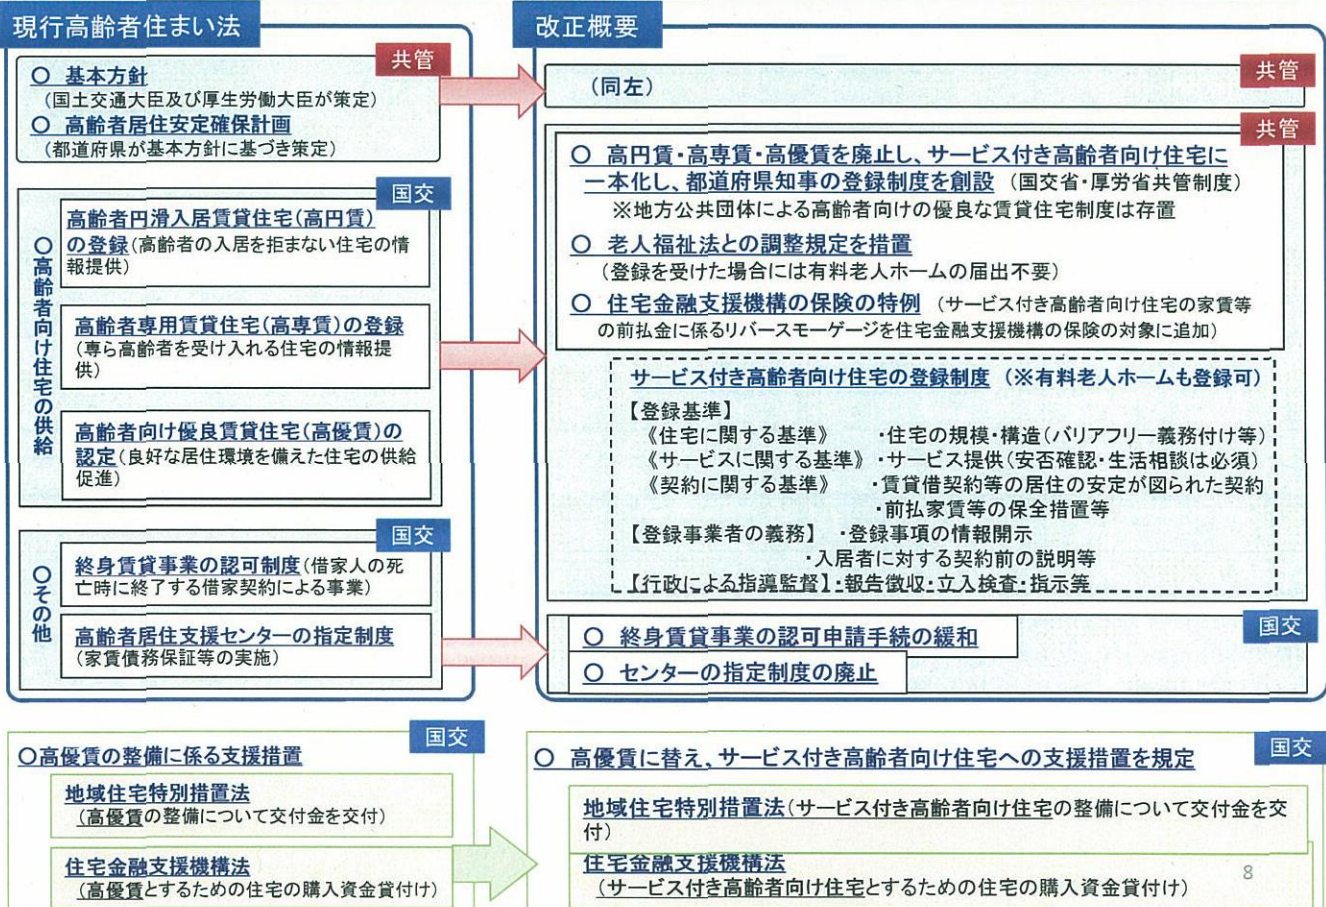 現行高齢者住まい法
共管
○ 基本方針
(国土交通大臣及び厚生労働大臣が策定)
○ 高齢者居住安定確保計画
(都道府県が基本方針に基づき策定)
国交
○高齢者向け住宅の供給
高齢者円滑入居賃貸住宅(高円賃)
の登録(高齢者の入居を拒まない住宅の情
報提供)
高齢者専用賃貸住宅(高専賃)の登録
(専ら高齢者を受け入れる住宅の情報提
供)
高齢者向け優良賃貸住宅(高優賃)の
認定(良好な居住環境を備えた住宅の供給
促進)
国交
○その他
終身賃貸事業の認可制度(借家人の死
亡時に終了する借家契約による事業)
高齢者居住支援センターの指定制度
(家賃債務保証等の実施)
改正概要
共管
(同左)
共管
○ 高円賃・高専賃・高優賃を廃止し、サービス付き高齢者向け住宅に
一本化し、都道府県知事の登録制度を創設 (国交省・厚労省共管制度)
※地方公共団体による高齢者向けの優良な賃貸住宅制度は存置
○ 老人福祉法との調整規定を措置
(登録を受けた場合には有料老人ホームの届出不要)
○ 住宅金融支援機構の保険の特例 (サービス付き高齢者向け住宅の家賃等
の前払金に係るリバースモーゲージを住宅金融支援機構の保険の対象に追加)
サービス付き高齢者向け住宅の登録制度 (※有料老人ホームも登録可)
【登録基準】
《住宅に関する基準》 ・住宅の規模・構造(バリアフリー義務付け等)
《サービスに関する基準》・サービス提供(安否確認・生活相談は必須)
《契約に関する基準》 ・賃貸借契約等の居住の安定が図られた契約
・前払家賃等の保全措置等
【登録事業者の義務】 ・登録事項の情報開示
・入居者に対する契約前の説明等
【行政による指導監督】・報告徴収・立入検査・指示等
国交
○ 終身賃貸事業の認可申請手続の緩和
○ センターの指定制度の廃止
国交
○高優賃の整備に係る支援措置
地域住宅特別措置法
(高優賃の整備について交付金を交付)
住宅金融支援機構法
(高優賃とするための住宅の購入資金貸付け)
国交
○ 高優賃に替え、サービス付き高齢者向け住宅への支援措置を規定
地域住宅特別措置法(サービス付き高齢者向け住宅の整備について交付金を交
付)
住宅金融支援機構法
(サービス付き高齢者向け住宅とするための住宅の購入資金貸付け)
8